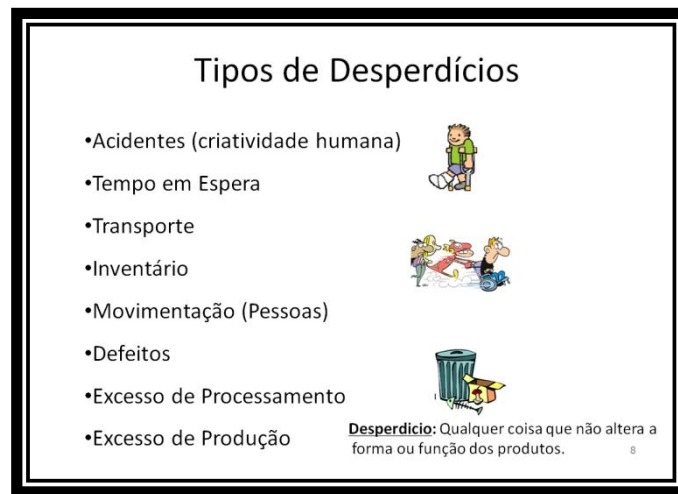 Tipos de Desperdícios
•Acidentes (criatividade humana)
•Tempo em Espera
•Transporte
•Inventário
•Movimentação (Pessoas)
•Defeitos
•Excesso de Processamento
•Excesso de Produção
Desperdicio: Qualquer coisa que não altera a
forma ou função dos produtos.
8